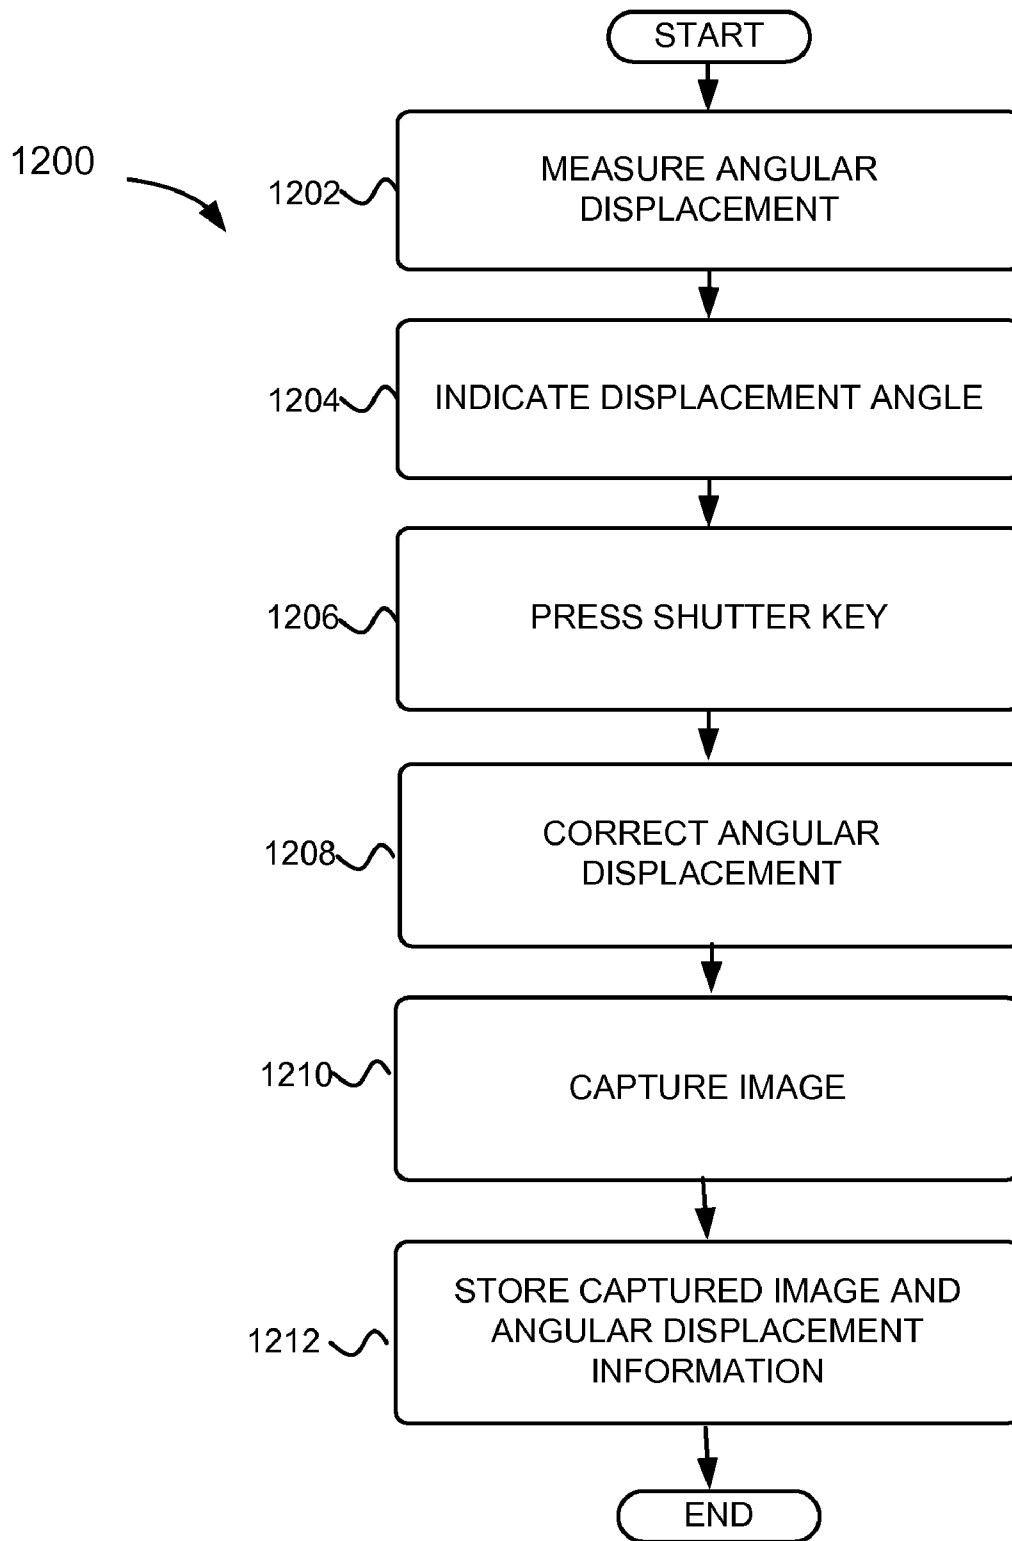 START
1200
1202
MEASURE ANGULAR
DISPLACEMENT
1204
INDICATE DISPLACEMENT ANGLE
1206
PRESS SHUTTER KEY
1208
CORRECT ANGULAR
DISPLACEMENT
1210
CAPTURE IMAGE
1212
STORE CAPTURED IMAGE AND
ANGULAR DISPLACEMENT
INFORMATION
END